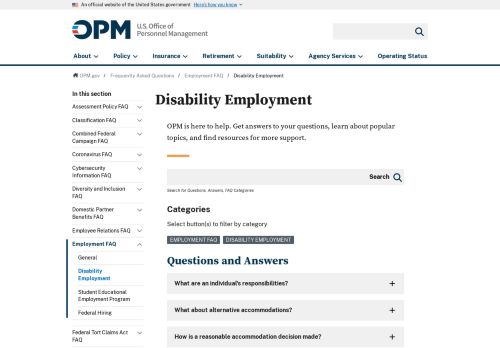 An official website of the United States government Here's how you know
OPM
U.S. Office of
Personnel Management
About
Policy
Insurance
Retirement
Suitability
Agency Services
Operating Status
OPM.gov / Frequently Asked Questions / Employment FAQ / Disability Employment
In this section
Assessment Policy FAQ
Classification FAQ
Combined Federal
Campaign FAQ
Coronavirus FAQ
Cybersecurity
Information FAQ
Diversity and Inclusion
FAQ
Domestic Partner
Benefits FAQ
Employee Relations FAQ
Employment FAQ
General
Disability
Employment
Student Educational
Employment Program
Federal Hiring
Federal Tort Claims Act
FAQ
Disability Employment
OPM is here to help. Get answers to your questions, learn about popular
topics, and find resources for more support.
Search
Search for Questions, Answers, FAQ Categories
Categories
Select button(s) to filter by category
EMPLOYMENT FAQ
DISABILITY EMPLOYMENT
Questions and Answers
What are an individual's responsibilities?
What about alternative accommodations?
How is a reasonable accommodation decision made?